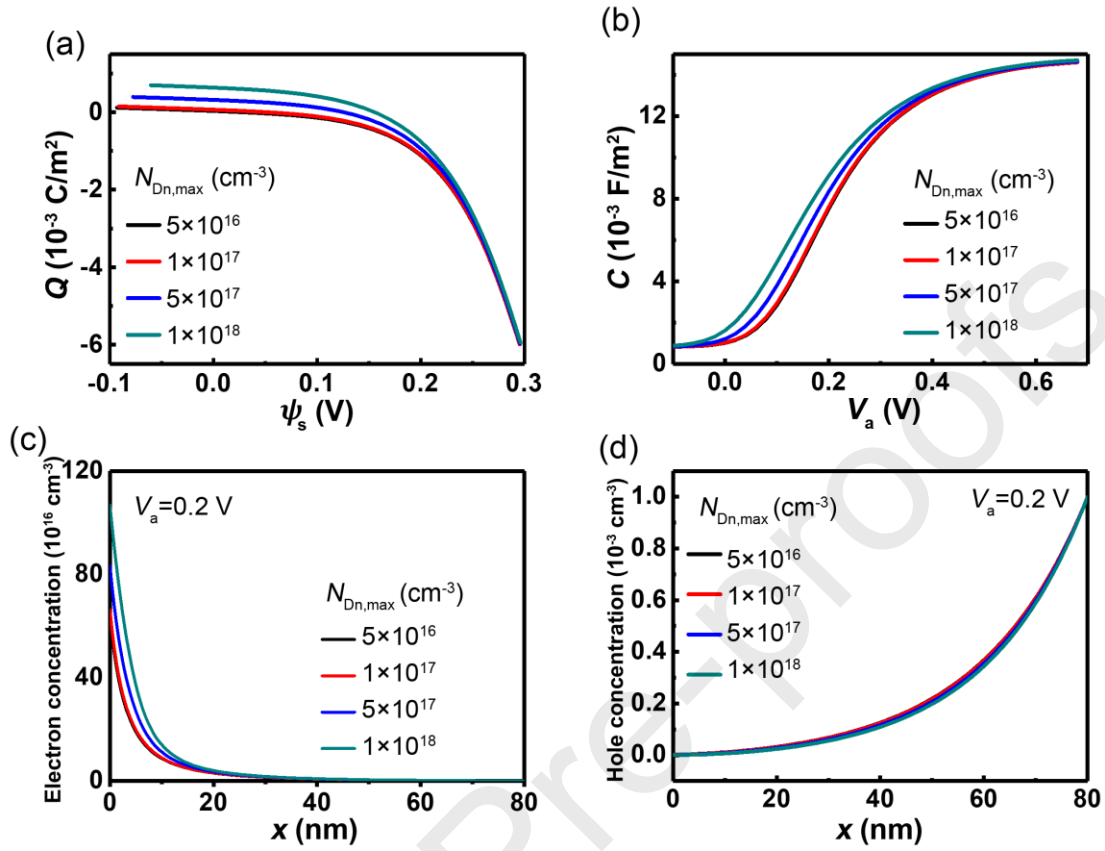 (a)
Q (10⁻³ C/m²)
0
-2
-4
-6
N_Dn,max (cm⁻³)
5×10¹⁶
1×10¹⁷
5×10¹⁷
1×10¹⁸
-0.1 0.0 0.1 0.2 0.3
ψ_s (V)
(b)
C (10⁻³ F/m²)
12
8
4
0
N_Dn,max (cm⁻³)
5×10¹⁶
1×10¹⁷
5×10¹⁷
1×10¹⁸
0.0 0.2 0.4 0.6
V_a (V)
(c)
Electron concentration (10¹⁶ cm⁻³)
120
80
40
0
V_a=0.2 V
N_Dn,max (cm⁻³)
5×10¹⁶
1×10¹⁷
5×10¹⁷
1×10¹⁸
0 20 40 60 80
x (nm)
(d)
Hole concentration (10⁻³ cm⁻³)
1.0
0.8
0.6
0.4
0.2
0.0
N_Dn,max (cm⁻³)
V_a=0.2 V
5×10¹⁶
1×10¹⁷
5×10¹⁷
1×10¹⁸
0 20 40 60 80
x (nm)
Pre-proofs